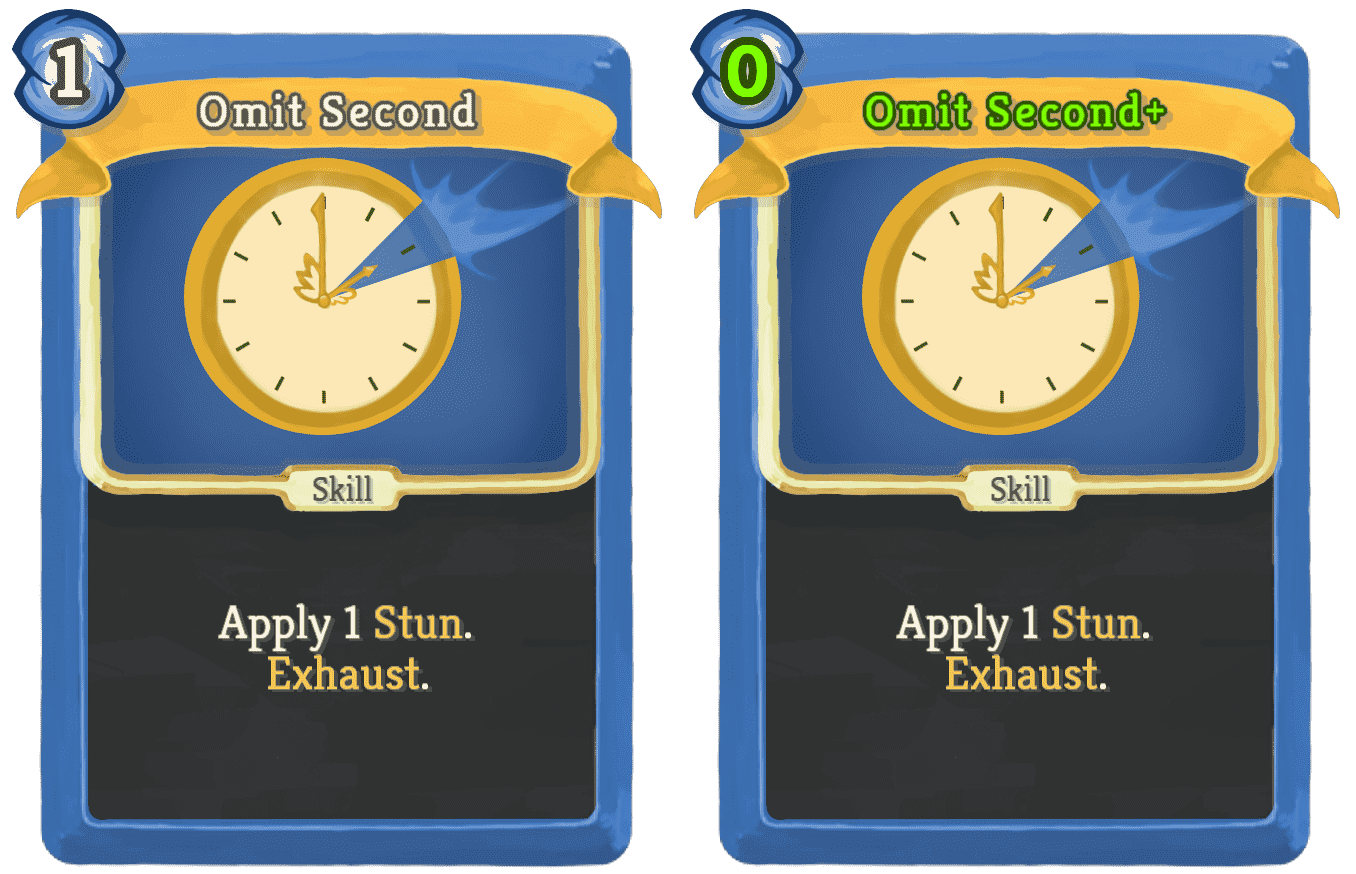 1
Omit Second
Skill
Apply 1 Stun.
Exhaust.
0
Omit Second+
Skill
Apply 1 Stun.
Exhaust.